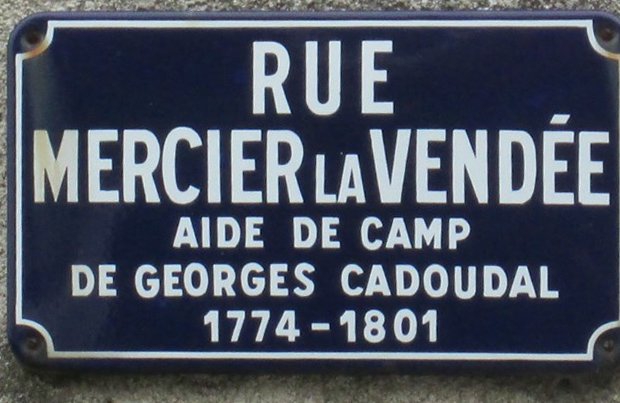 RUE
MERCIER LA VENDÉE
AIDE DE CAMP
DE GEORGES CADOUDAL
1774-1801